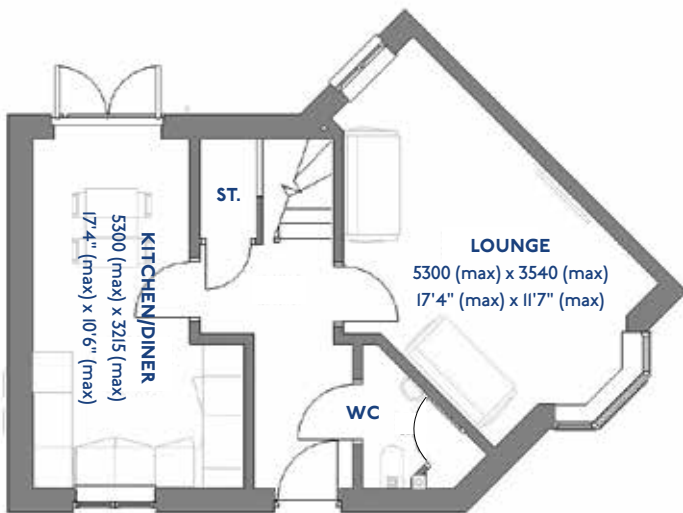 ST.
KITCHEN/DINER
5300 (max) x 3215 (max)
17'4" (max) x 10'6" (max)
LOUNGE
5300 (max) x 3540 (max)
17'4" (max) x 11'7" (max)
WC